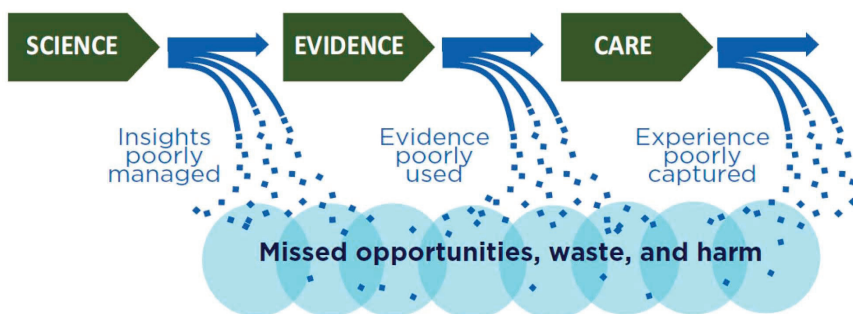 SCIENCE
EVIDENCE
CARE
Insights
poorly
managed
Evidence
poorly
used
Experience
poorly
captured
Missed opportunities, waste, and harm